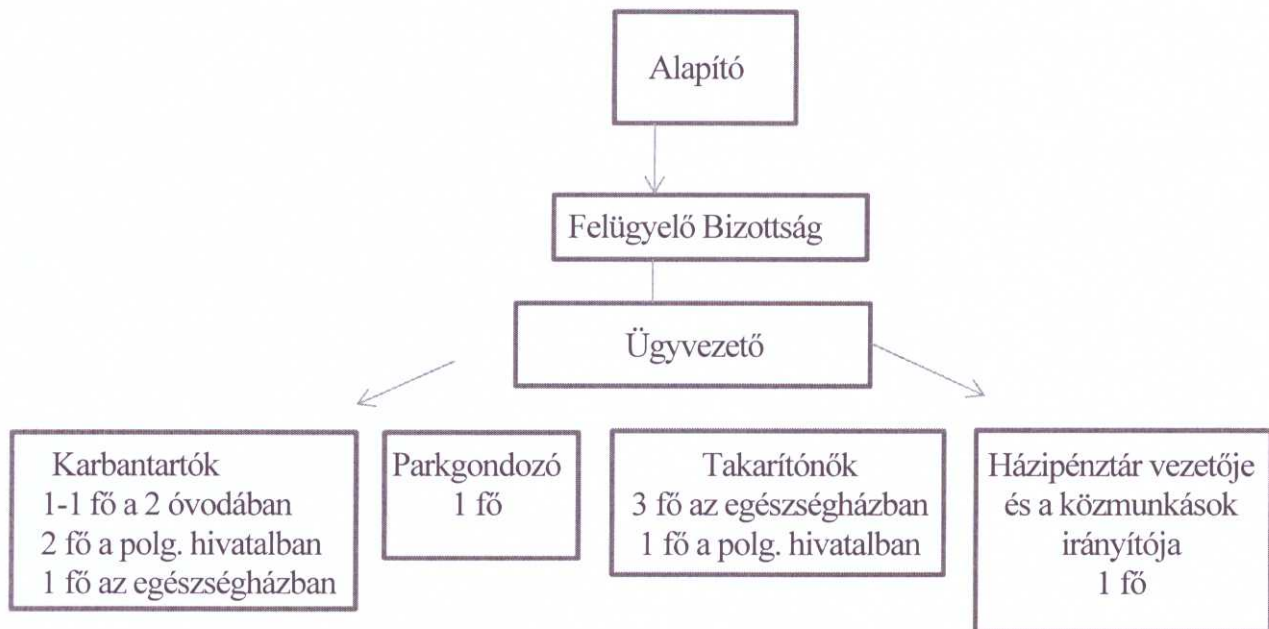 Alapító
Felügyelő Bizottság
Ügyvezető
Karbantartók
1-1 fő a 2 óvodában
2 fő a polg. hivatalban
1 fő az egészségházban
Parkgondozó
1 fő
Takarítónők
3 fő az egészségházban
1 fő a polg. hivatalban
Házipénztár vezetője
és a közmunkások
irányítója
1 fő